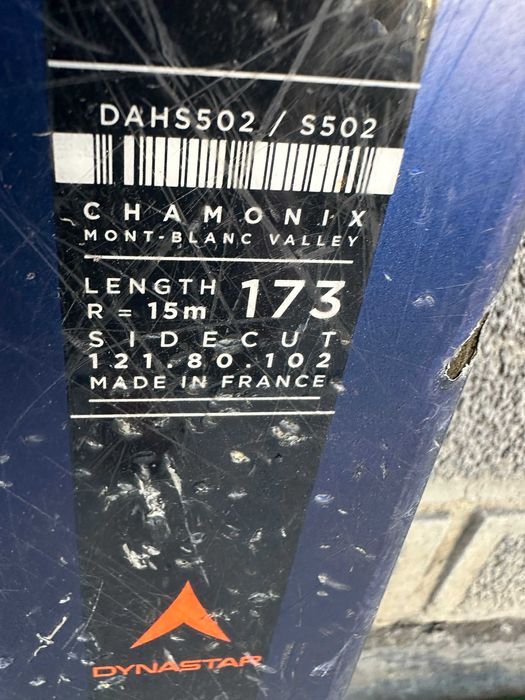 DAHS502 / S502
CHAMONIX
MONT-BLANC VALLEY
LENGTH 173
R = 15m
SIDECUT
121.80.102
MADE IN FRANCE
DYNASTAR